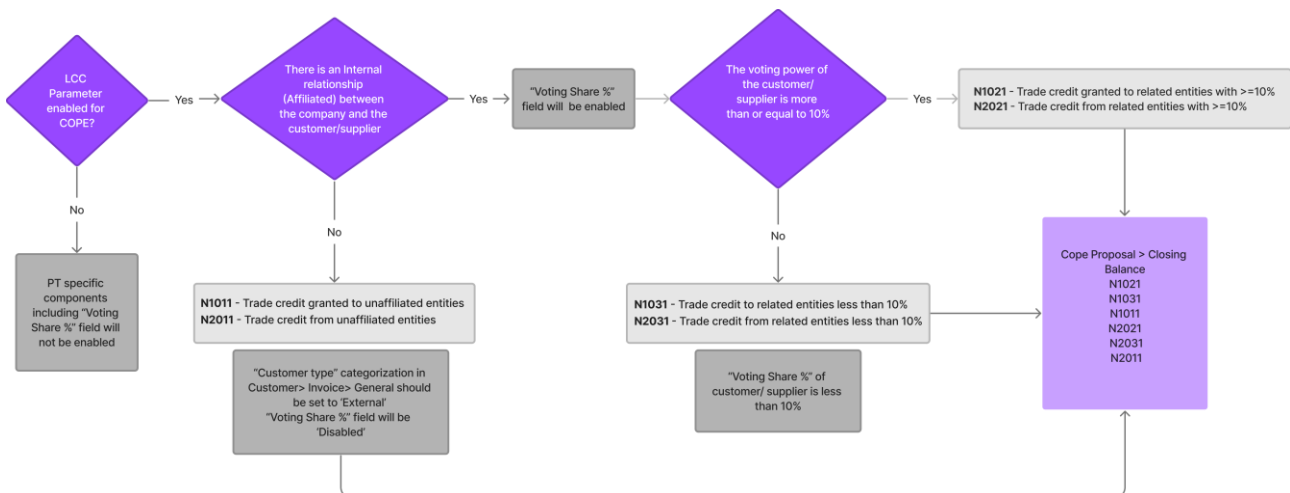 LCC
Parameter
enabled for
COPE?
Yes
There is an Internal
relationship
(Affiliated) between
the company and the
the customer/supplier
Yes
“Voting Share %”
field will be enabled
The voting power of
the customer/
supplier is more
than or equal to 10%
Yes
N1021 - Trade credit granted to related entities with >=10%
N2021 - Trade credit from related entities with >=10%
No
PT specific
components
including “Voting
Share %” field will
not be enabled
No
N1011 - Trade credit granted to unaffiliated entities
N2011 - Trade credit from unaffiliated entities
“Customer type” categorization in
Customer> Invoice> General should
be set to ‘External’
“Voting Share %” field will be
‘Disabled’
No
N1031 - Trade credit to related entities less than 10%
N2031 - Trade credit from related entities less than 10%
“Voting Share %” of
customer/ supplier is less
than 10%
Cope Proposal > Closing
Balance
N1021
N1031
N1011
N2021
N2031
N2011